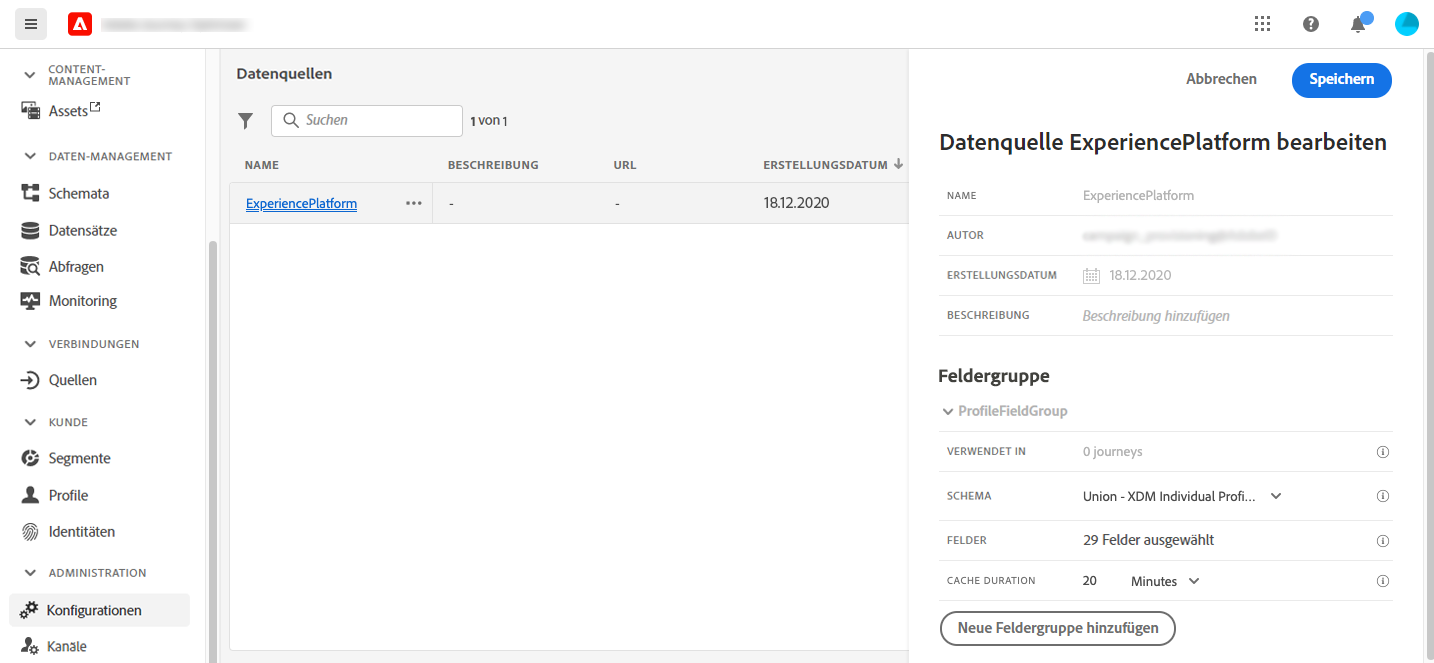 CONTENT-
MANAGEMENT
Assets
DATEN-MANAGEMENT
Schemata
Datensätze
Abfragen
Monitoring
VERBINDUNGEN
Quellen
KUNDE
Segmente
Profile
Identitäten
ADMINISTRATION
Konfigurationen
Kanäle
Datenquellen
Suchen
1 von 1
NAME BESCHREIBUNG URL ERSTELLUNGSDATUM
ExperiencePlatform - - 18.12.2020
Abbrechen Speichern
Datenquelle ExperiencePlatform bearbeiten
NAME ExperiencePlatform
AUTOR
ERSTELLUNGSDATUM 18.12.2020
BESCHREIBUNG Beschreibung hinzufügen
Feldergruppe
ProfileFieldGroup
VERWENDET IN 0 journeys
SCHEMA Union - XDM Individual Profi...
FELDER 29 Felder ausgewählt
CACHE DURATION 20 Minutes
Neue Feldergruppe hinzufügen